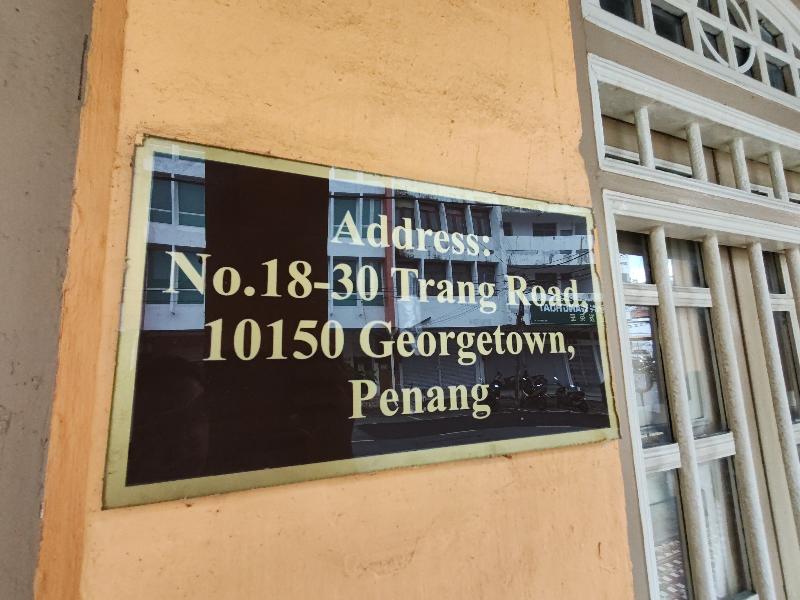 Address:
No.18-30 Trang Road,
10150 Georgetown,
Penang